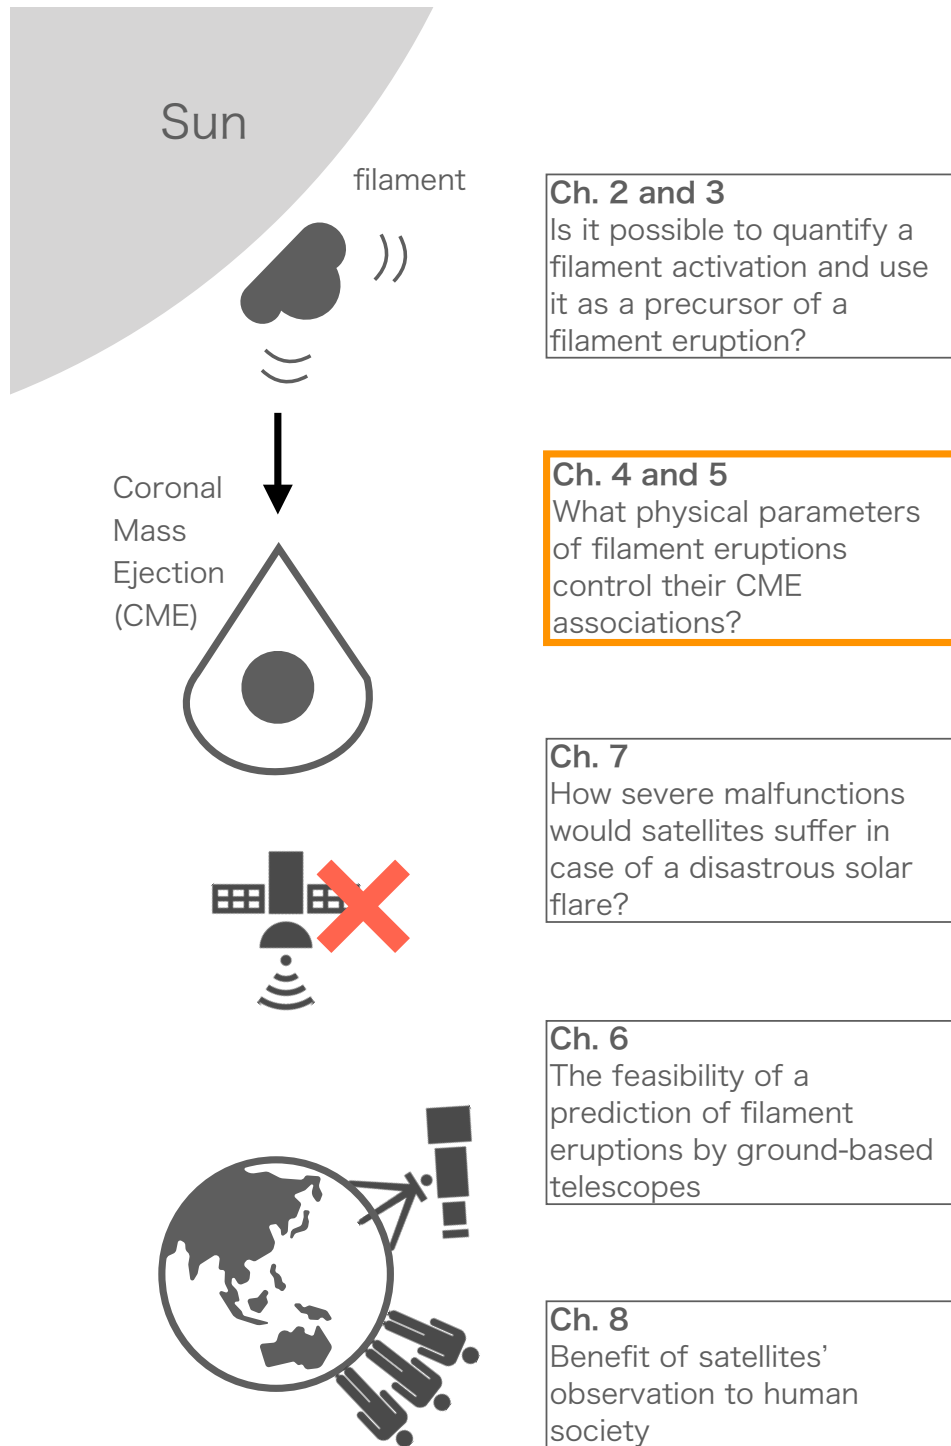 Sun
filament
Ch. 2 and 3
Is it possible to quantify a
filament activation and use
it as a precursor of a
filament eruption?
Coronal
Mass
Ejection
(CME)
Ch. 4 and 5
What physical parameters
of filament eruptions
control their CME
associations?
Ch. 7
How severe malfunctions
would satellites suffer in
case of a disastrous solar
flare?
Ch. 6
The feasibility of a
prediction of filament
eruptions by ground-based
telescopes
Ch. 8
Benefit of satellites’
observation to human
society